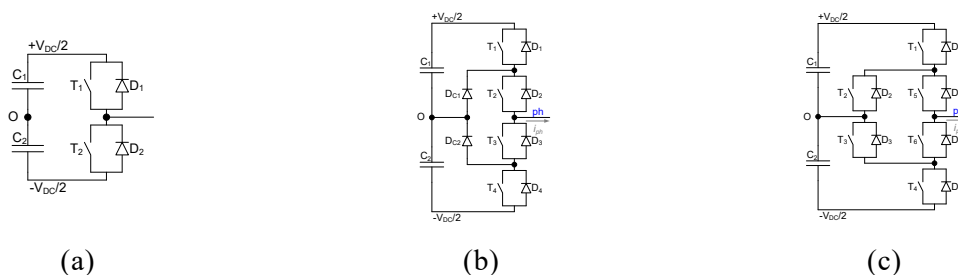 +V_DC/2
C₁
T₁
D₁
O
C₂
T₂
D₂
-V_DC/2
(a)
+V_DC/2
T₁
D₁
C₁
D_C1
T₂
D₂
O
ph
i_ph
D_C2
T₃
D₃
C₂
T₄
D₄
-V_DC/2
(b)
+V_DC/2
T₁
C₁
T₂
D₂
T₅
O
T₃
D₃
T₆
C₂
T₄
-V_DC/2
(c)